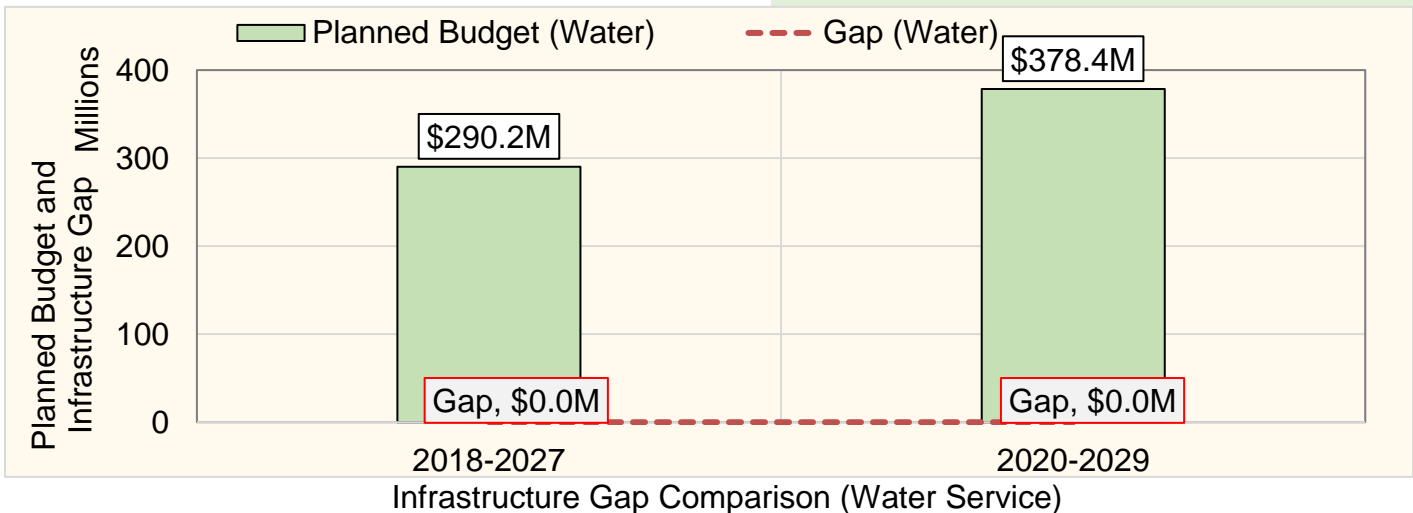 Planned Budget (Water)
Gap (Water)
Planned Budget and
Infrastructure Gap Millions
400
300
200
100
0
$290.2M
$378.4M
Gap, $0.0M
Gap, $0.0M
2018-2027
2020-2029
Infrastructure Gap Comparison (Water Service)